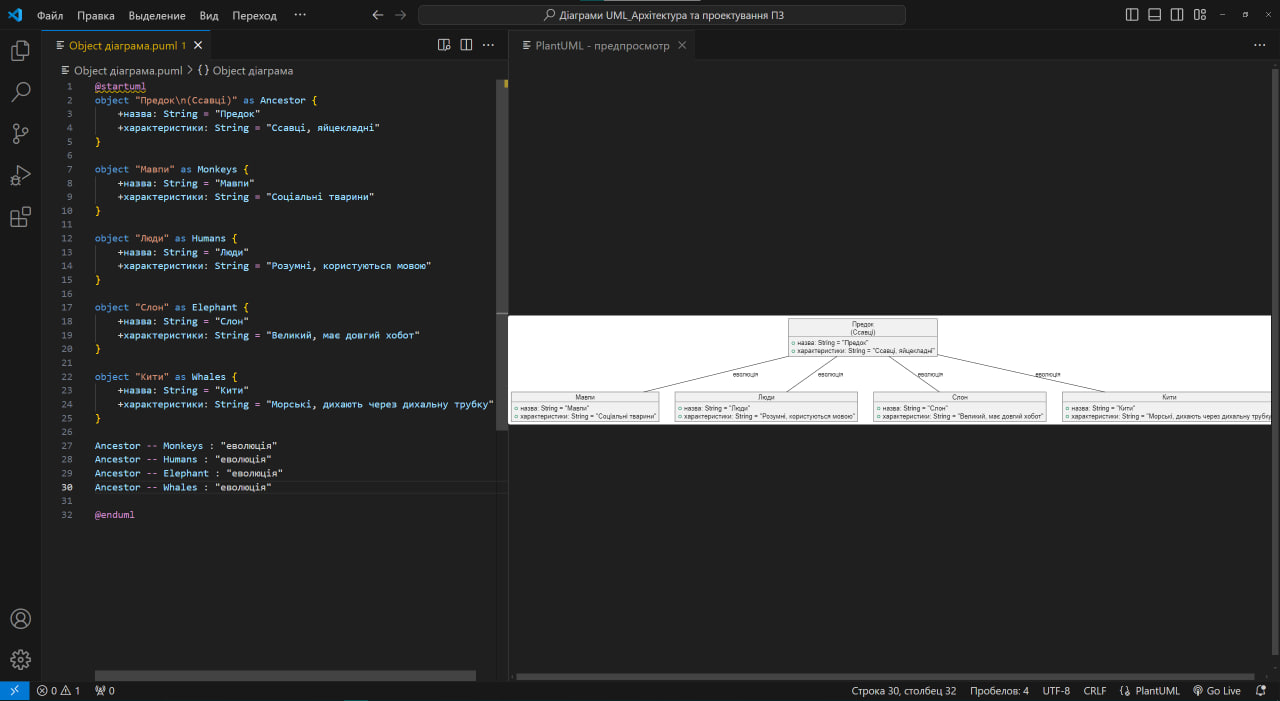 Файл Правка Выделение Вид Переход ···
Діаграми UML_Архітектура та проектування ПЗ
Object діаграма.puml 1
PlantUML - предпросмотр
Object діаграма.puml > {} Object діаграма
1 @startuml
2 object "Предок\n(Ссавці)" as Ancestor {
3 +назва: String = "Предок"
4 +характеристики: String = "Ссавці, яйцекладні"
5 }
6
7 object "Мавпи" as Monkeys {
8 +назва: String = "Мавпи"
9 +характеристики: String = "Соціальні тварини"
10 }
11
12 object "Люди" as Humans {
13 +назва: String = "Люди"
14 +характеристики: String = "Розумні, користуються мовою"
15 }
16
17 object "Слон" as Elephant {
18 +назва: String = "Слон"
19 +характеристики: String = "Великий, має довгий хобот"
20 }
21
22 object "Кити" as Whales {
23 +назва: String = "Кити"
24 +характеристики: String = "Морські, дихають через дихальну трубку"
25 }
26
27 Ancestor -- Monkeys : "еволюція"
28 Ancestor -- Humans : "еволюція"
29 Ancestor -- Elephant : "еволюція"
30 Ancestor -- Whales : "еволюція"
31
32 @enduml
Предок
(Ссавці)
назва: String = "Предок"
характеристики: String = "Ссавці, яйцекладні"
еволюція еволюція еволюція еволюція
Мавпи
назва: String = "Мавпи"
характеристики: String = "Соціальні тварини"
Люди
назва: String = "Люди"
характеристики: String = "Розумні, користуються мовою"
Слон
назва: String = "Слон"
характеристики: String = "Великий, має довгий хобот"
Кити
назва: String = "Кити"
характеристики: String = "Морські, дихають через дихальну трубку
0 1 0
Строка 30, столбец 32 Пробелов: 4 UTF-8 CRLF {} PlantUML Go Live